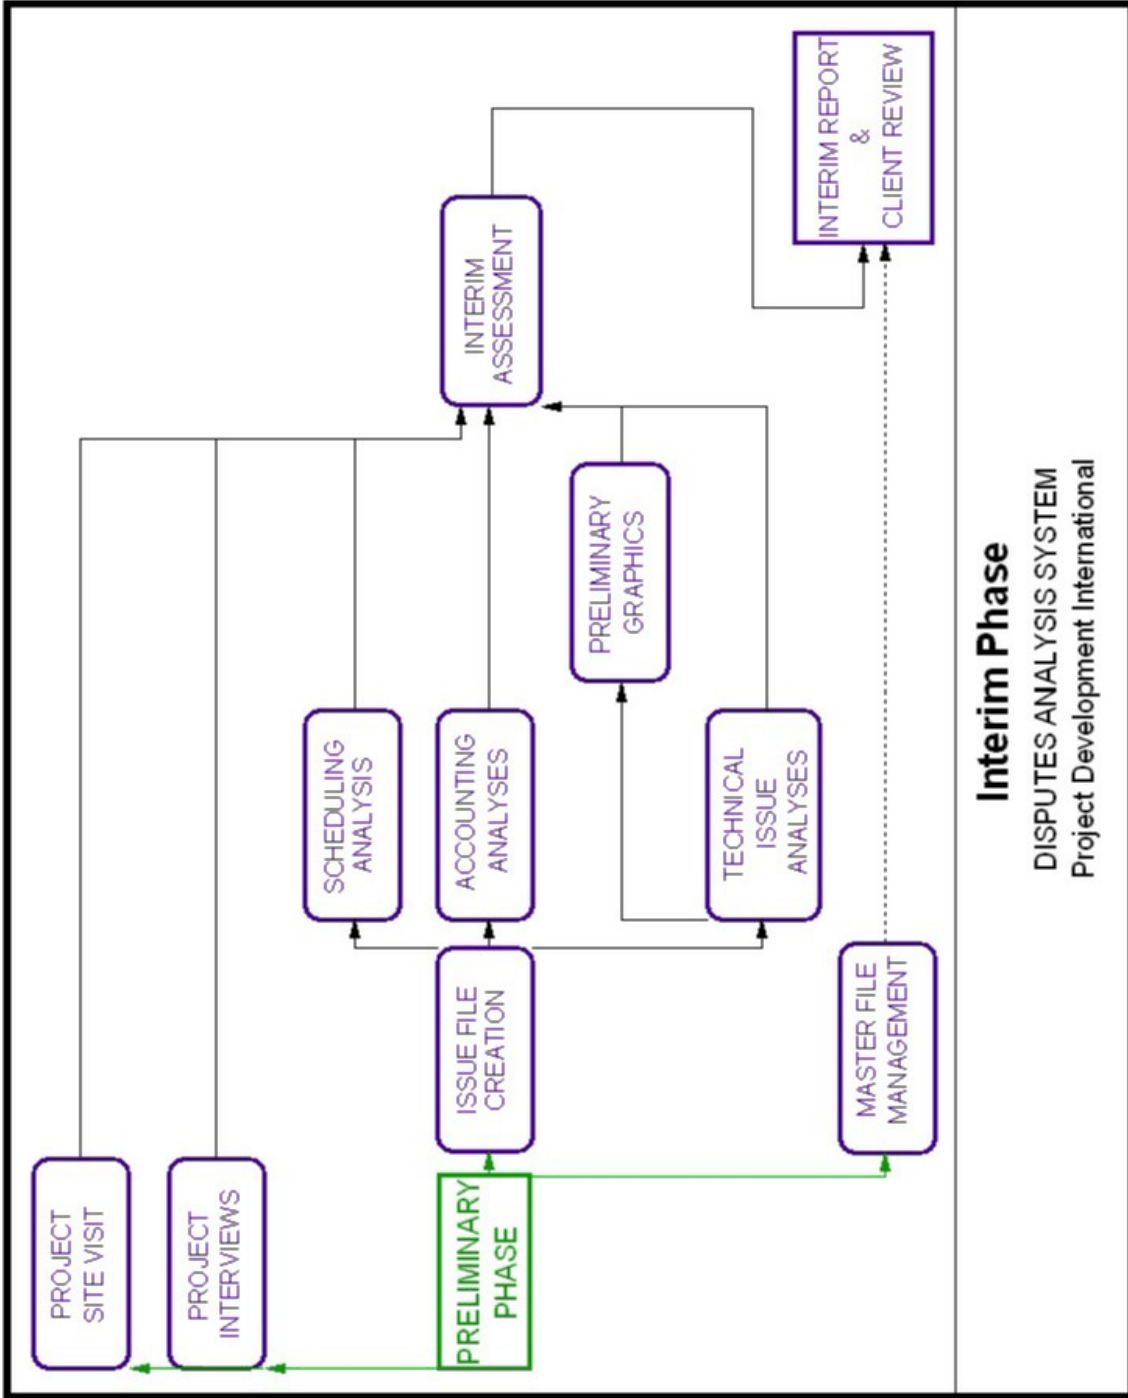 PROJECT
SITE VISIT
PROJECT
INTERVIEWS
PRELIMINARY
PHASE
ISSUE FILE
CREATION
MASTER FILE
MANAGEMENT
SCHEDULING
ANALYSIS
ACCOUNTING
ANALYSES
TECHNICAL
ISSUE
ANALYSES
PRELIMINARY
GRAPHICS
INTERIM
ASSESSMENT
INTERIM REPORT
&
CLIENT REVIEW
Interim Phase
DISPUTES ANALYSIS SYSTEM
Project Development International